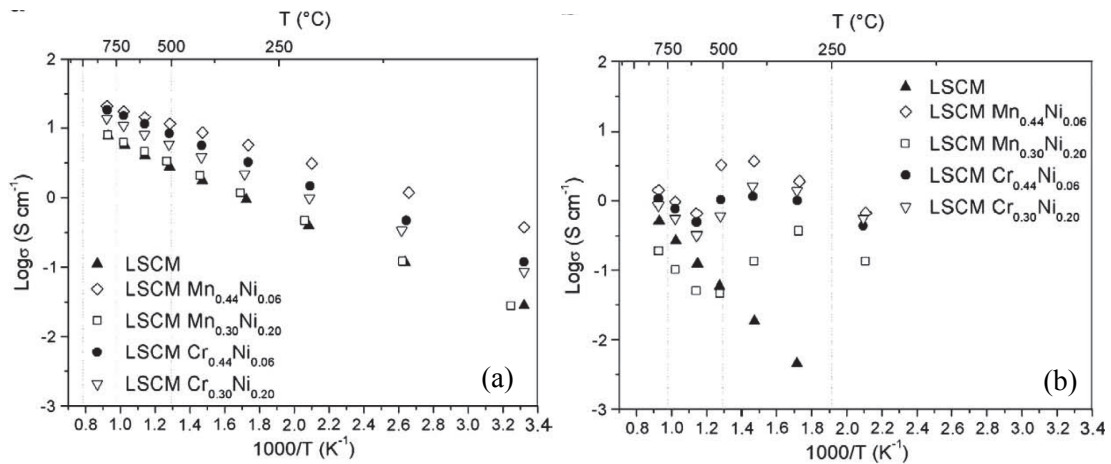 T (°C)
750 500 250
2
1
0
-1
-2
-3
Logσ (S cm⁻¹)
LSCM
LSCM Mn₀.₄₄Ni₀.₀₆
LSCM Mn₀.₃₀Ni₀.₂₀
LSCM Cr₀.₄₄Ni₀.₀₆
LSCM Cr₀.₃₀Ni₀.₂₀
(a)
0.8 1.0 1.2 1.4 1.6 1.8 2.0 2.2 2.4 2.6 2.8 3.0 3.2 3.4
1000/T (K⁻¹)
T (°C)
750 500 250
2
1
0
-1
-2
-3
Logσ (S cm⁻¹)
LSCM
LSCM Mn₀.₄₄Ni₀.₀₆
LSCM Mn₀.₃₀Ni₀.₂₀
LSCM Cr₀.₄₄Ni₀.₀₆
LSCM Cr₀.₃₀Ni₀.₂₀
(b)
0.8 1.0 1.2 1.4 1.6 1.8 2.0 2.2 2.4 2.6 2.8 3.0 3.2 3.4
1000/T (K⁻¹)